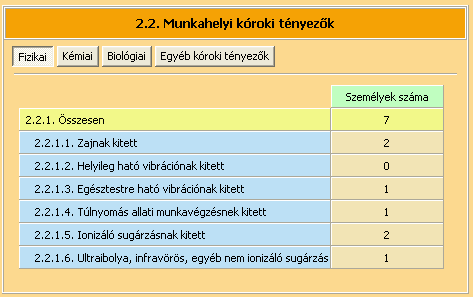 2.2. Munkahelyi kóroki tényezők
Fizikai Kémiai Biológiai Egyéb kóroki tényezők
Személyek száma
2.2.1. Összesen 7
2.2.1.1. Zajnak kitett 2
2.2.1.2. Helyileg ható vibrációnak kitett 0
2.2.1.3. Egésztestre ható vibrációnak kitett 1
2.2.1.4. Túlnyomás allati munkavégzésnek kitett 1
2.2.1.5. Ionizáló sugárzásnak kitett 2
2.2.1.6. Ultraibolya, infravörös, egyéb nem ionizáló sugárzás 1